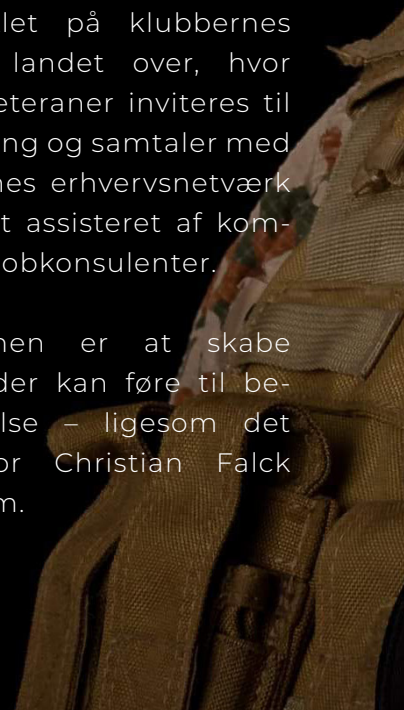 let på klubbernes
landet over, hvor
eteraner inviteres til
ng og samtaler med
nes erhvervsnetværk
t assisteret af kom-
obkonsulenter.
nen er at skabe
der kan føre til be-
lse – ligesom det
or Christian Falck
m.